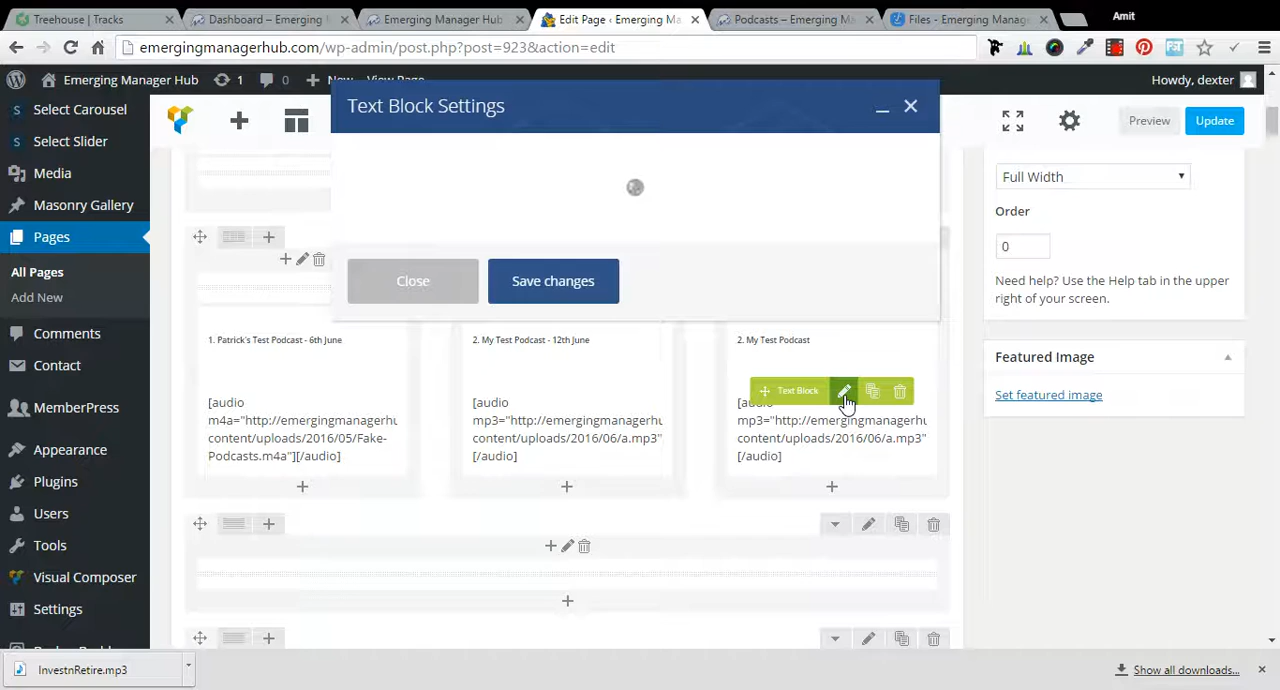 Amit
Treehouse | Tracks
Dashboard – Emerging
Emerging Manager Hub
Edit Page ‹ Emerging Ma
Podcasts – Emerging M
Files - Emerging Manage
emergingmanagerhub.com/wp-admin/post.php?post=923&action=edit
Emerging Manager Hub
1
0
New
View Page
Howdy, dexter
Select Carousel
Select Slider
Media
Masonry Gallery
Pages
All Pages
Add New
Comments
Contact
MemberPress
Appearance
Plugins
Users
Tools
Visual Composer
Settings
Text Block Settings
Close
Save changes
Preview
Update
Full Width
Order
0
Need help? Use the Help tab in the upper
right of your screen.
Featured Image
Set featured image
1. Patrick's Test Podcast - 6th June
[audio
m4a="http://emergingmanagerhu
content/uploads/2016/05/Fake-
Podcasts.m4a"][/audio]
2. My Test Podcast - 12th June
[audio
mp3="http://emergingmanagerhu
content/uploads/2016/06/a.mp3"
[/audio]
2. My Test Podcast
Text Block
mp3="http://emergingmanagerhu
content/uploads/2016/06/a.mp3"
[/audio]
InvestnRetire.mp3
Show all downloads...